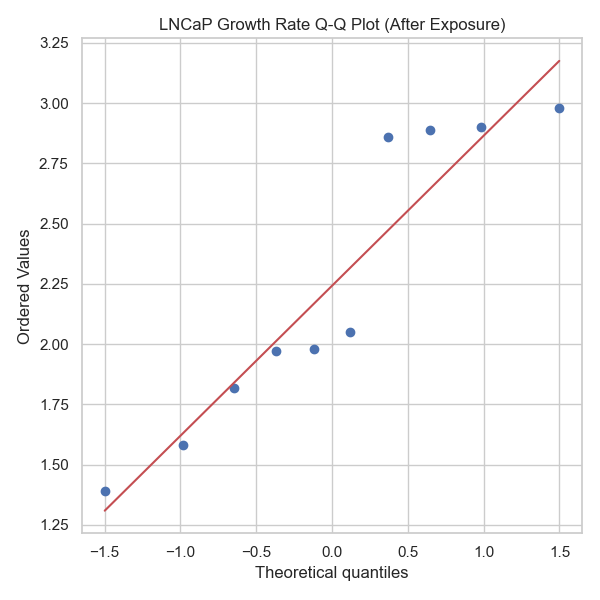 LNCaP Growth Rate Q-Q Plot (After Exposure)
3.25
3.00
2.75
2.50
2.25
2.00
1.75
1.50
1.25
Ordered Values
−1.5 −1.0 −0.5 0.0 0.5 1.0 1.5
Theoretical quantiles